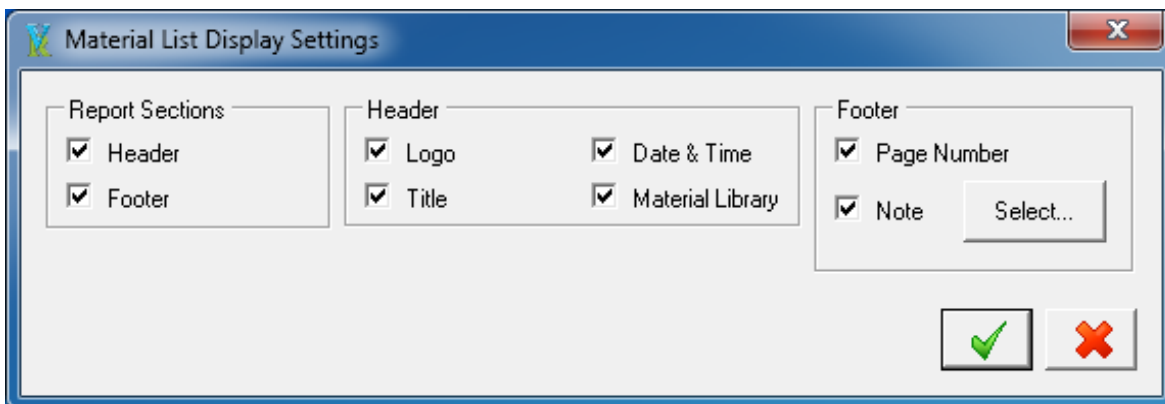 Material List Display Settings
Report Sections
Header
Footer
Header
Logo
Date & Time
Title
Material Library
Footer
Page Number
Note
Select...